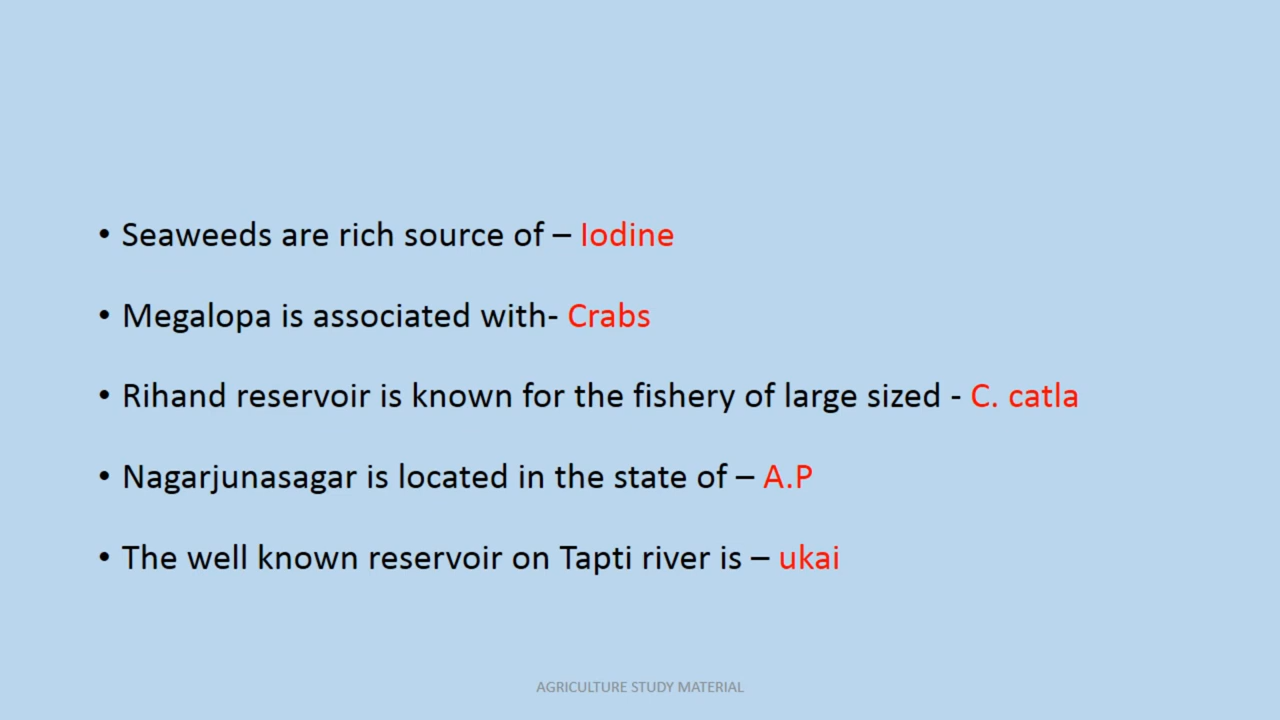 • Seaweeds are rich source of – Iodine
• Megalopa is associated with- Crabs
• Rihand reservoir is known for the fishery of large sized - C. catla
• Nagarjunasagar is located in the state of – A.P
• The well known reservoir on Tapti river is – ukai
AGRICULTURE STUDY MATERIAL